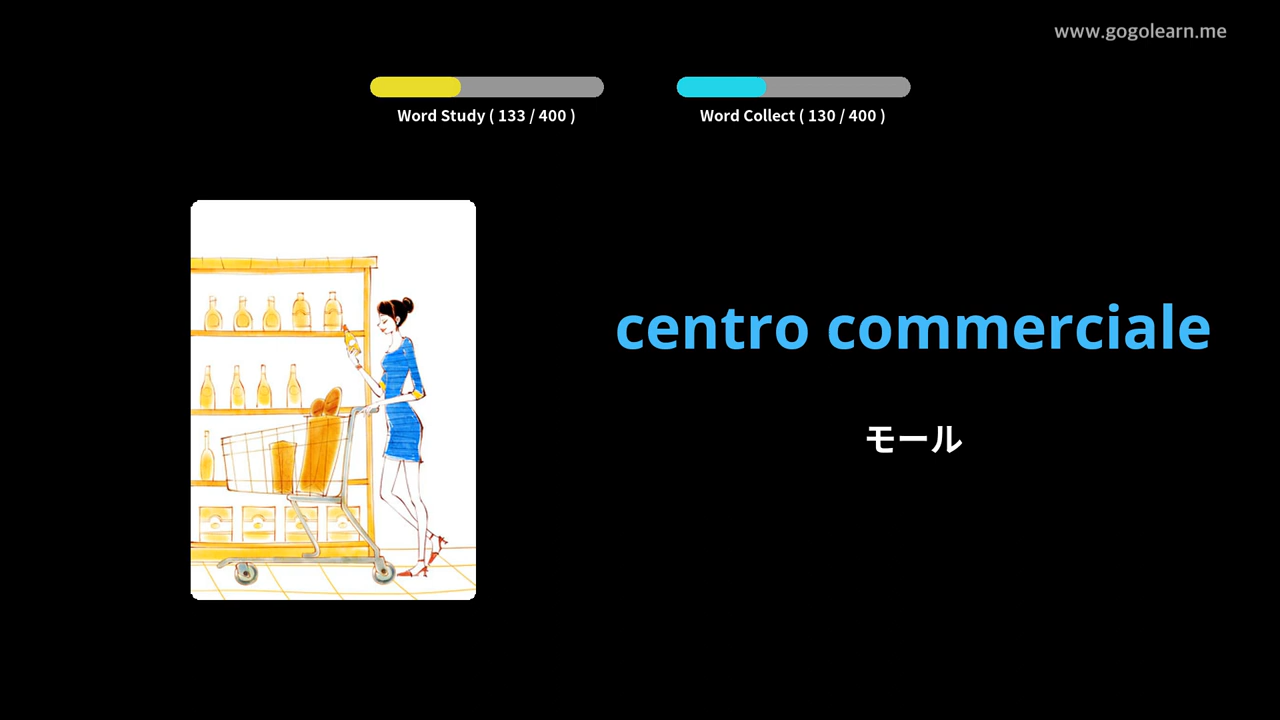 www.gogolearn.me
Word Study ( 133 / 400 )
Word Collect ( 130 / 400 )
centro commerciale
モール